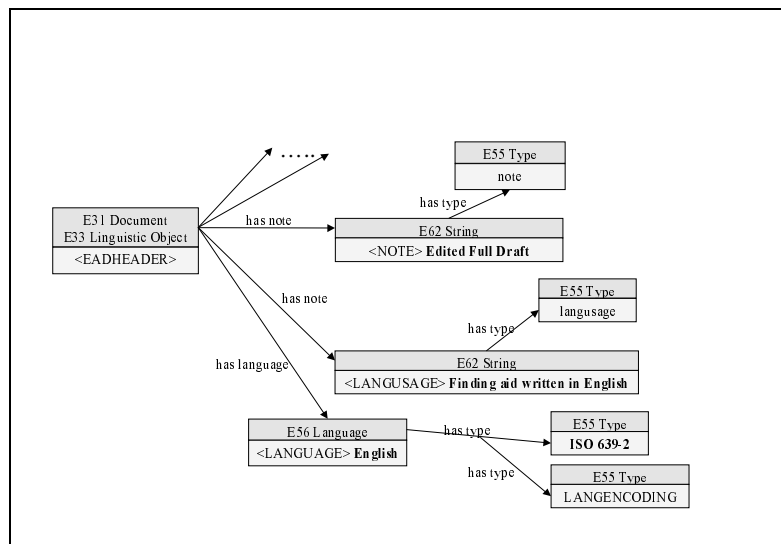 .....
E55 Type
note
has type
E31 Document
E33 Linguistic Object
<EADHEADER>
has note
E62 String
<NOTE> Edited Full Draft
E55 Type
langusage
has note
has type
has language
E62 String
<LANGUSAGE> Finding aid written in English
E56 Language
<LANGUAGE> English
has type
E55 Type
ISO 639-2
has type
E55 Type
LANGENCODING